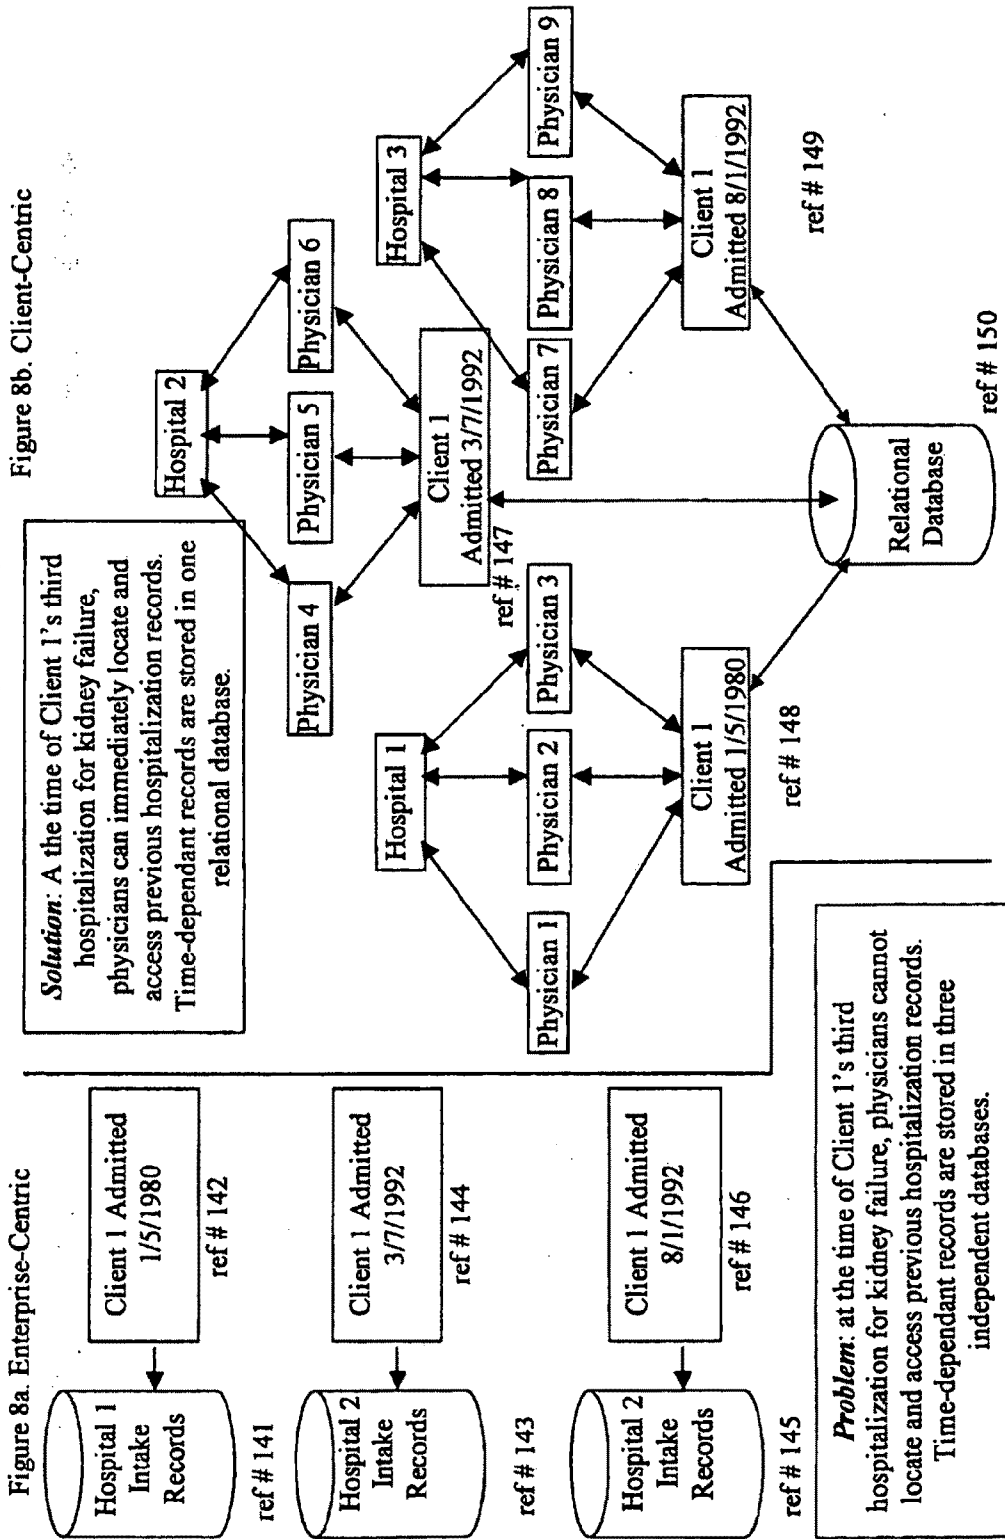 Figure 8a. Enterprise-Centric
Hospital 1
Intake
Records
ref # 141
Client 1 Admitted
1/5/1980
ref # 142
Hospital 2
Intake
Records
ref # 143
Client 1 Admitted
3/7/1992
ref # 144
Hospital 2
Intake
Records
ref # 145
Client 1 Admitted
8/1/1992
ref # 146
Problem: at the time of Client 1's third
hospitalization for kidney failure, physicians cannot
locate and access previous hospitalization records.
Time-dependant records are stored in three
independent databases.
Figure 8b. Client-Centric
Solution: A the time of Client 1's third
hospitalization for kidney failure,
physicians can immediately locate and
access previous hospitalization records.
Time-dependant records are stored in one
relational database.
Hospital 2
Physician 4
Physician 5
Physician 6
Client 1
Admitted 3/7/1992
ref # 147
Hospital 1
Physician 1
Physician 2
Physician 3
Client 1
Admitted 1/5/1980
ref # 148
Hospital 3
Physician 7
Physician 8
Physician 9
Client 1
Admitted 8/1/1992
ref # 149
Relational
Database
ref # 150